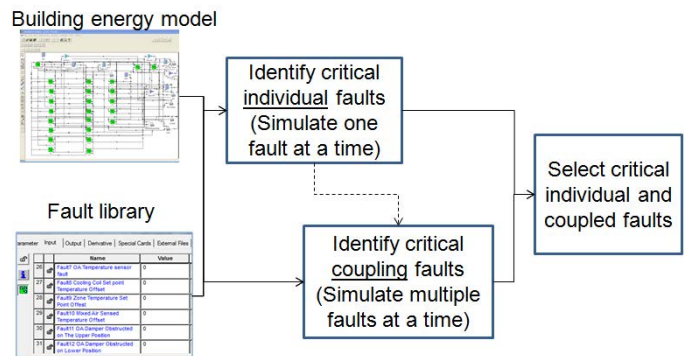 Building energy model
Identify critical
individual faults
(Simulate one
fault at a time)
Select critical
individual and
coupled faults
Fault library
arameter Input Output Derivative Special Cards External Files
Name Value
26 Fault7 OA Temperature sensor fault 0
27 Fault8 Cooling Coil Set point Temperature Offset 0
28 Fault9 Zone Temperature Set Point Offset 0
29 Fault10 Mixed Air Sensed Temperature Offset 0
30 Fault11 OA Damper Obstructed on The Upper Position 0
31 Fault12 OA Damper Obstructed on Lower Position 0
Identify critical
coupling faults
(Simulate multiple
faults at a time)